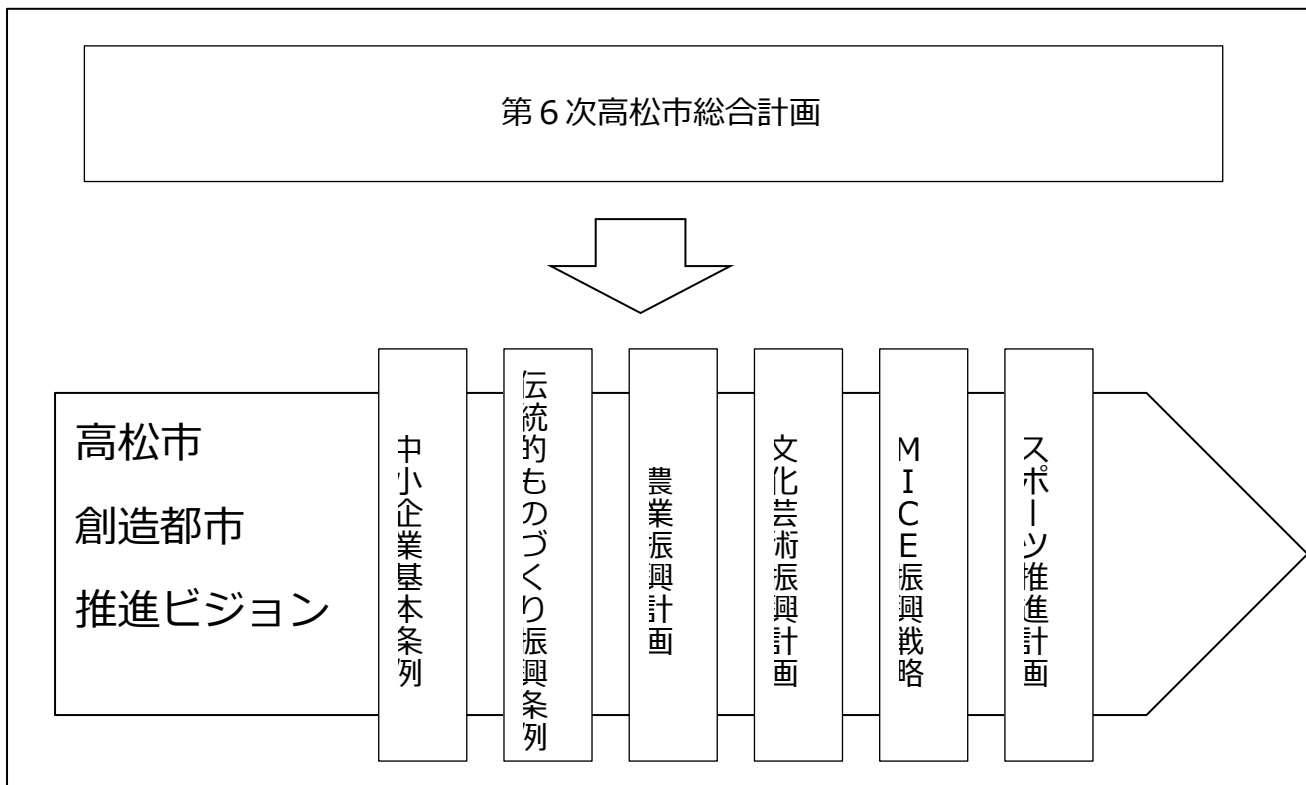 第６次高松市総合計画
高松市
創造都市
推進ビジョン
中小企業基本条例
伝統的ものづくり振興条例
農業振興計画
文化芸術振興計画
ＭＩＣＥ振興戦略
スポーツ推進計画